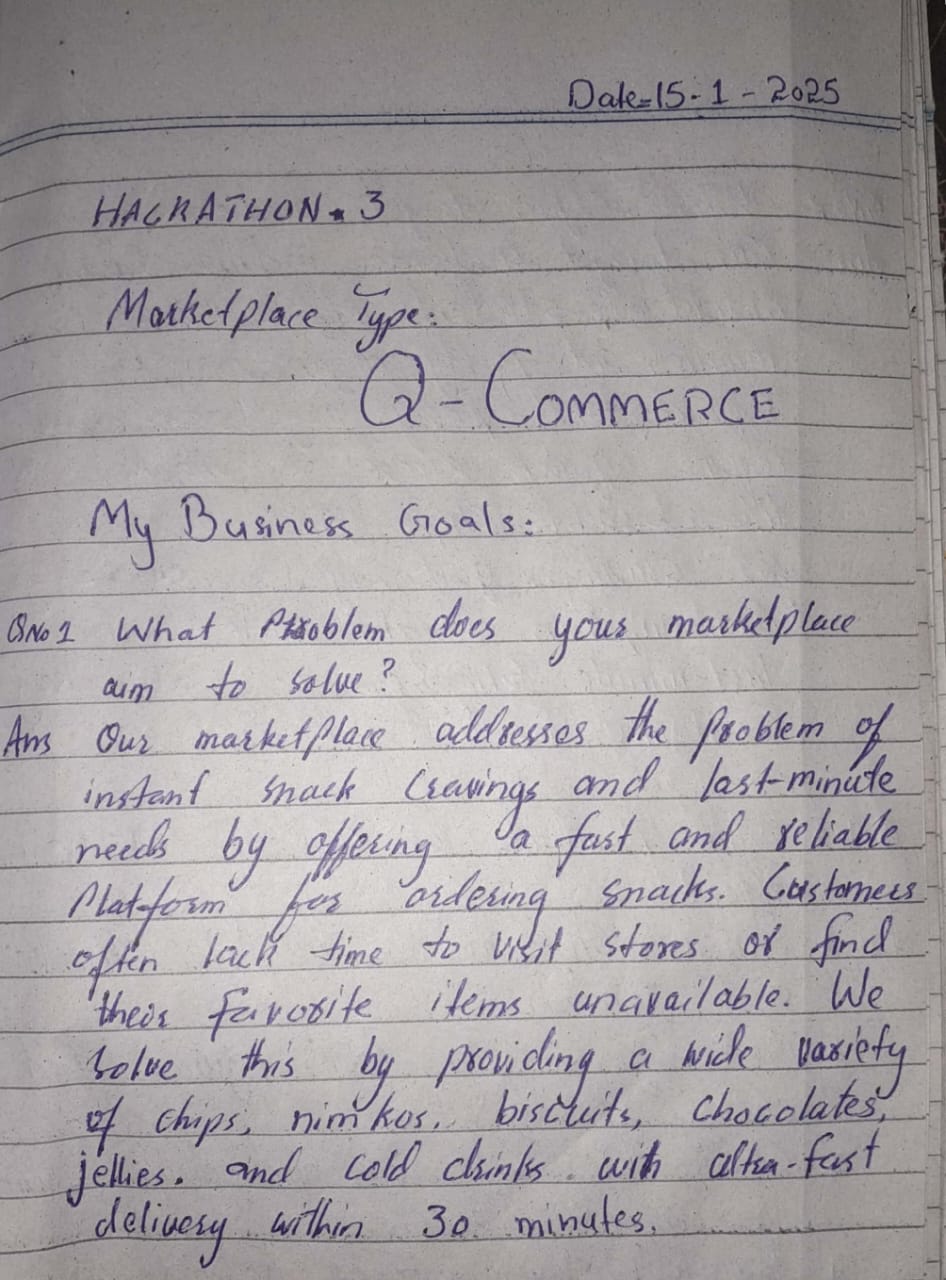 Date=15-1-2025
HACKATHON-3
Marketplace Type:
Q-COMMERCE
My Business Goals:
QNo1 What Problem does your marketplace
aim to solve?
Ans Our marketplace addresses the Problem of
instant snack Cravings and last-minute
needs by offering a fast and reliable
Platform for ordering snacks. Customers
often lack time to visit stores or find
their favorite items unavailable. We
solve this by providing a wide variety
of chips, nimkos, biscuits, chocolates,
jellies. and cold drinks with ultra-fast
delivery within 30 minutes.